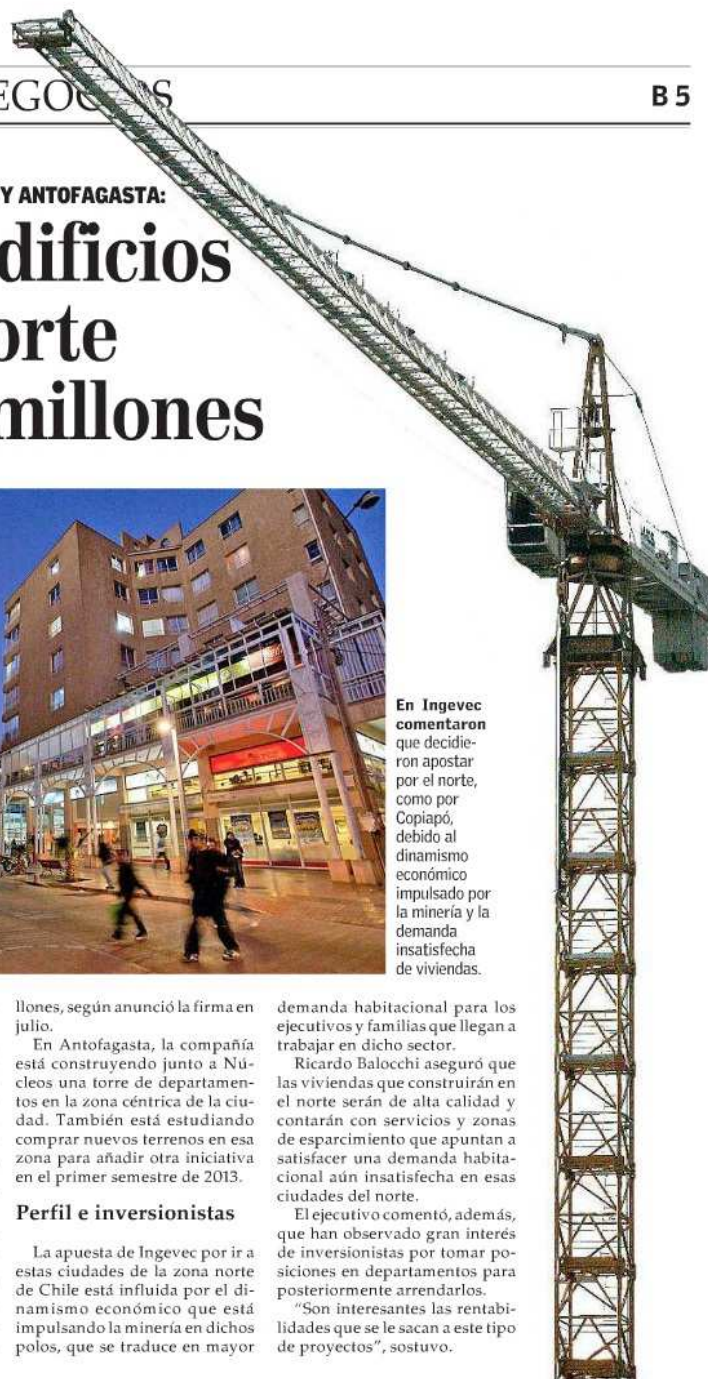 B 5
Y ANTOFAGASTA:
dificios
orte
millones
En Ingevec
comentaron
que decidie-
ron apostar
por el norte,
como por
Copiapó,
debido al
dinamismo
económico
impulsado por
la minería y la
demanda
insatisfecha
de viviendas.
llones, según anunció la firma en
julio.
En Antofagasta, la compañía
está construyendo junto a Nú-
cleos una torre de departamen-
tos en la zona céntrica de la ciu-
dad. También está estudiando
comprar nuevos terrenos en esa
zona para añadir otra iniciativa
en el primer semestre de 2013.
Perfil e inversionistas
La apuesta de Ingevec por ir a
estas ciudades de la zona norte
de Chile está influida por el di-
namismo económico que está
impulsando la minería en dichos
polos, que se traduce en mayor
demanda habitacional para los
ejecutivos y familias que llegan a
trabajar en dicho sector.
Ricardo Balocchi aseguró que
las viviendas que construirán en
el norte serán de alta calidad y
contarán con servicios y zonas
de esparcimiento que apuntan a
satisfacer una demanda habita-
cional aún insatisfecha en esas
ciudades del norte.
El ejecutivo comentó, además,
que han observado gran interés
de inversionistas por tomar po-
siciones en departamentos para
posteriormente arrendarlos.
"Son interesantes las rentabi-
lidades que se le sacan a este tipo
de proyectos", sostuvo.